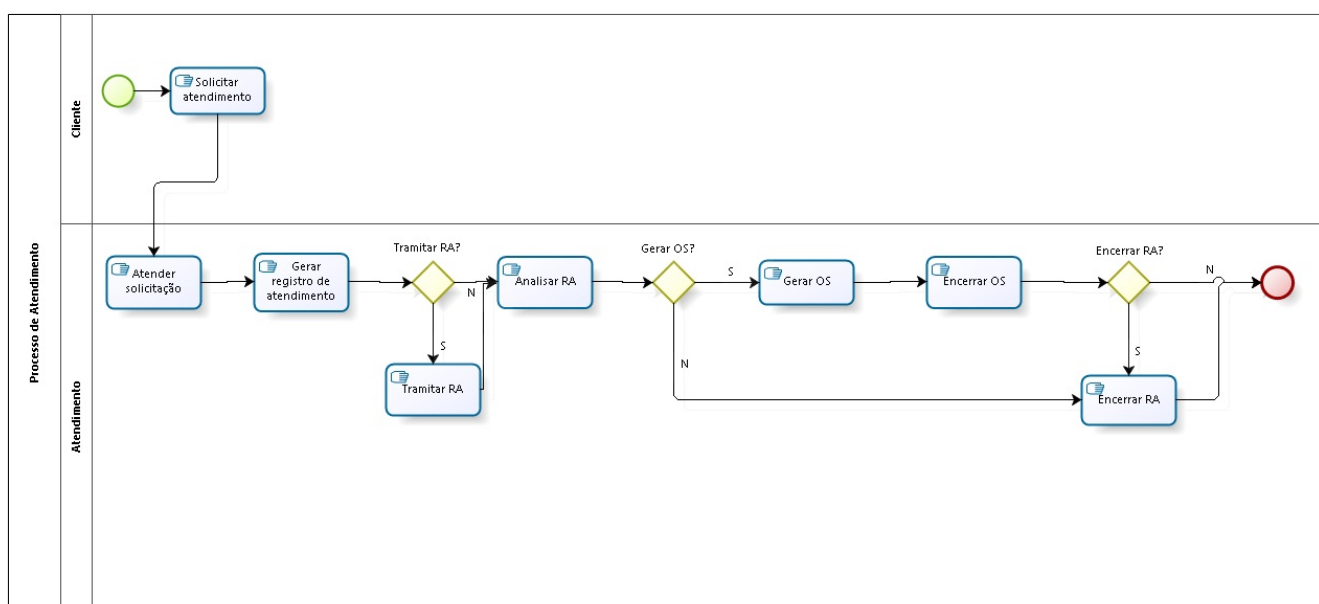 Processo de Atendimento
Cliente
Solicitar
atendimento
Atendimento
Atender
solicitação
Gerar
registro de
atendimento
Tramitar RA?
N
S
Tramitar RA
Analisar RA
Gerar OS?
S
N
Gerar OS
Encerrar OS
Encerrar RA?
N
S
Encerrar RA